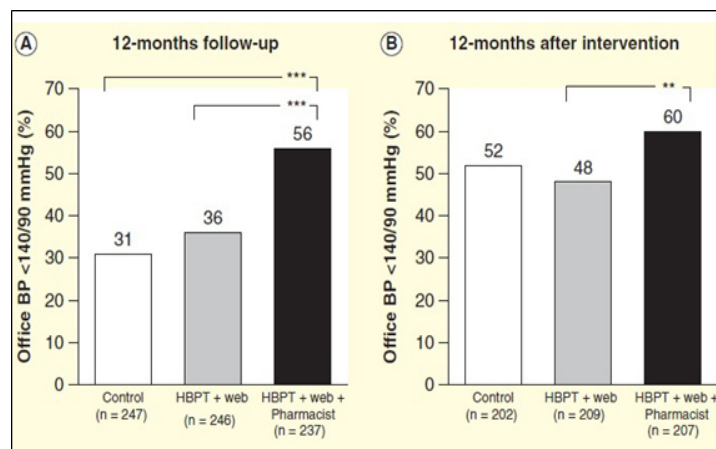 A 12-months follow-up
***
***
Office BP <140/90 mmHg (%)
70
60
50
40
30
20
10
0
31
36
56
Control
(n = 247)
HBPT + web
(n = 246)
HBPT + web +
Pharmacist
(n = 237)
B 12-months after intervention
**
Office BP <140/90 mmHg (%)
70
60
50
40
30
20
10
0
52
48
60
Control
(n = 202)
HBPT + web
(n = 209)
HBPT + web +
Pharmacist
(n = 207)